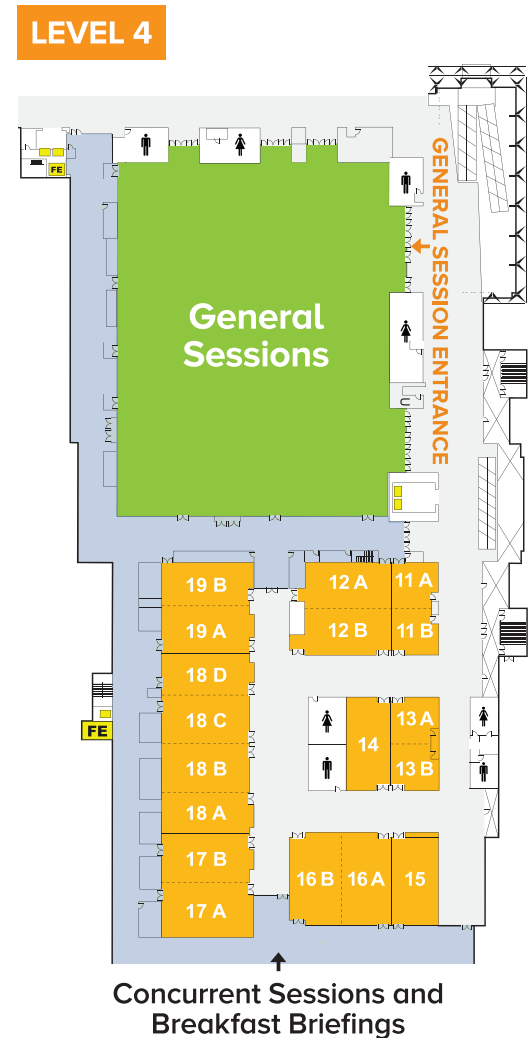 LEVEL 4
FE
GENERAL SESSION ENTRANCE
General
Sessions
19 B
12 A
11 A
19 A
12 B
11 B
18 D
18 C
13 A
14
FE
18 B
13 B
18 A
17 B
16 B
16 A
15
17 A
Concurrent Sessions and
Breakfast Briefings